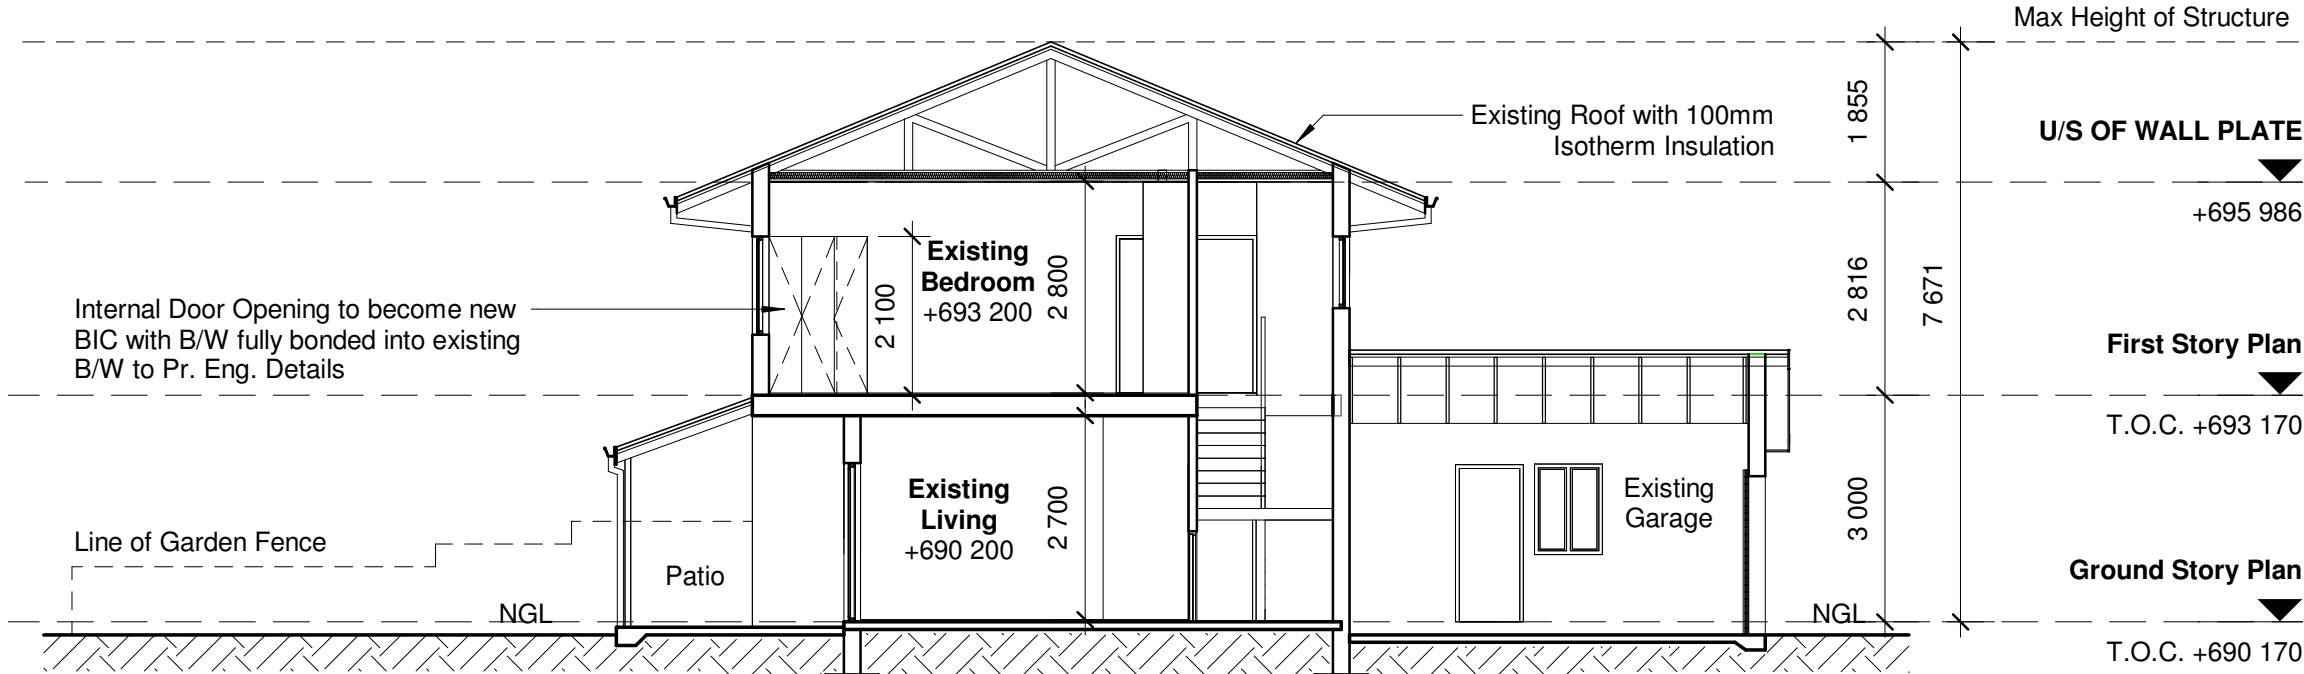 Max Height of Structure
1 855
Existing Roof with 100mm
Isotherm Insulation
U/S OF WALL PLATE
+695 986
Existing
Bedroom
+693 200
2 100
2 800
2 816
7 671
Internal Door Opening to become new
BIC with B/W fully bonded into existing
B/W to Pr. Eng. Details
First Story Plan
T.O.C. +693 170
Existing
Living
+690 200
2 700
Existing
Garage
3 000
Line of Garden Fence
Patio
NGL
NGL
Ground Story Plan
T.O.C. +690 170